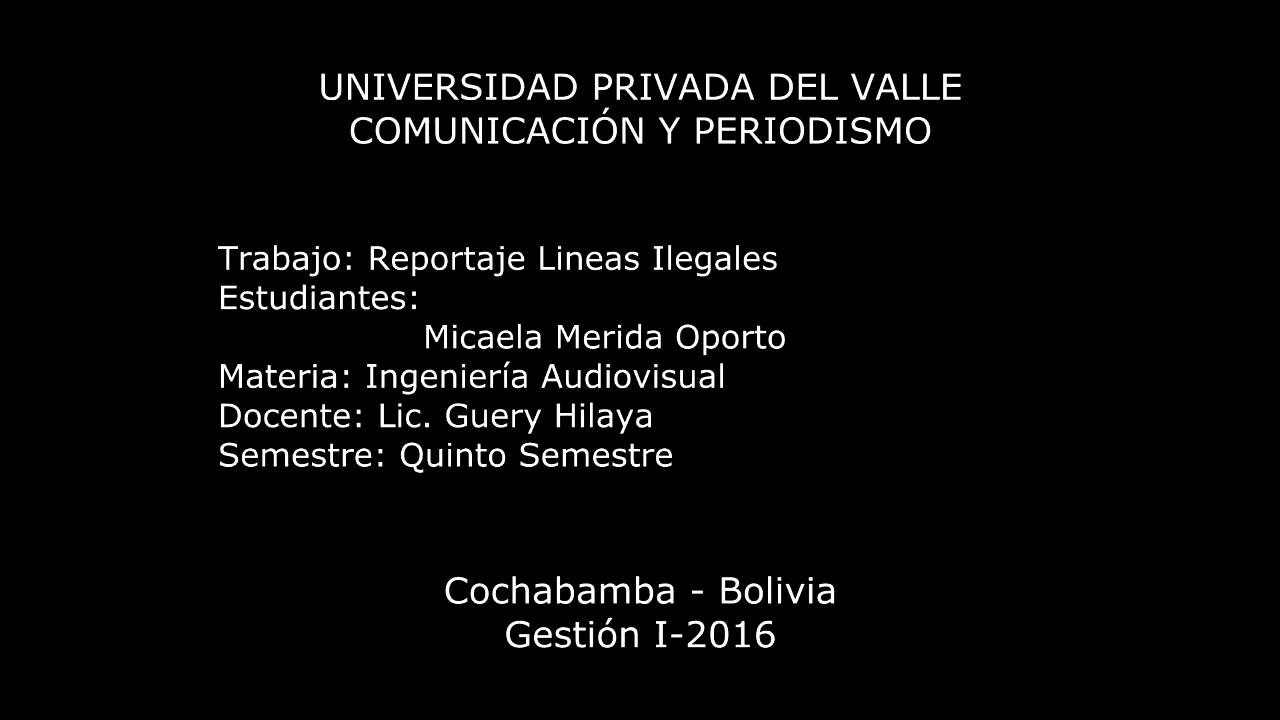 UNIVERSIDAD PRIVADA DEL VALLE
COMUNICACIÓN Y PERIODISMO
Trabajo: Reportaje Lineas Ilegales
Estudiantes:
Micaela Merida Oporto
Materia: Ingeniería Audiovisual
Docente: Lic. Guery Hilaya
Semestre: Quinto Semestre
Cochabamba - Bolivia
Gestión I-2016